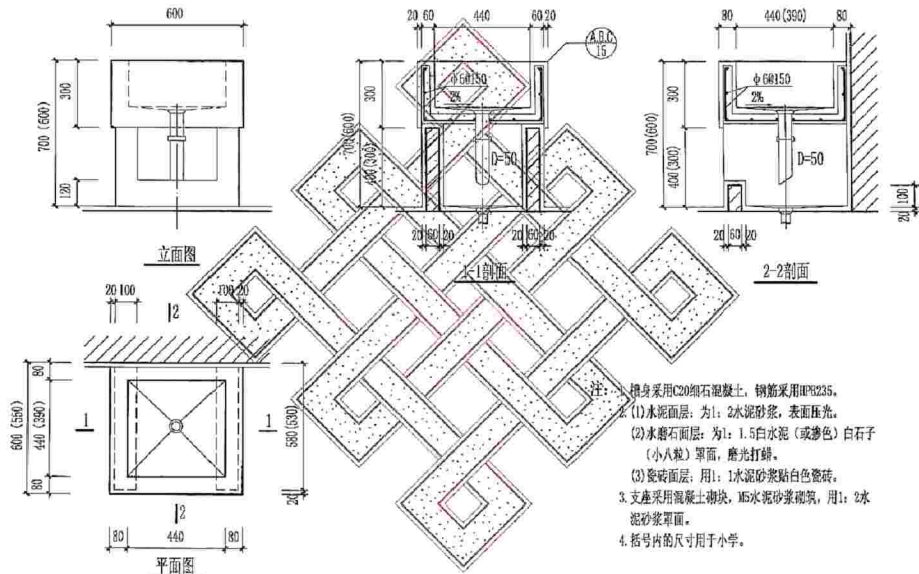 600
20 60 440 60 20
80 440(390) 80
A.B.C
15
300
700(600)
120
立面图
ϕ6@150
2%
300
700(600)
400(300)
D=50
20 60 20
20 60 20
1-1剖面
ϕ6@150
2%
300
700(600)
400(300)
D=50
100
20
20 60 20
2-2剖面
20 100
100 20
2
80
600(550)
440(390)
80
1
1
580(530)
20
2
80 440 80
平面图
注:
1.槽身采用C20细石混凝土,钢筋采用HPB235。
2.(1)水泥面层:为1:2水泥砂浆,表面压光。
(2)水磨石面层:为1:1.5白水泥(或掺色)白石子
(小八粒)罩面,磨光打蜡。
(3)瓷砖面层:用1:1水泥砂浆贴白色瓷砖。
3.支座采用混凝土砌块,M5水泥砂浆砌筑,用1:2水
泥砂浆罩面。
4.括号内的尺寸用于小学。